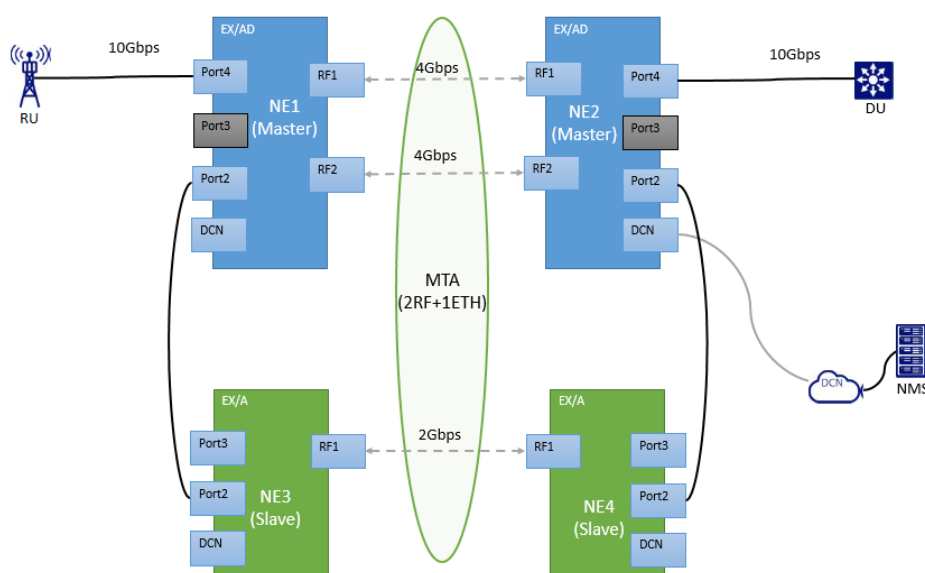 EX/AD
EX/AD
10Gbps
10Gbps
Port4
RF1
4Gbps
RF1
Port4
RU
NE1
(Master)
NE2
(Master)
DU
Port3
Port3
4Gbps
Port2
RF2
RF2
Port2
DCN
DCN
MTA
(2RF+1ETH)
DCN
NMS
EX/A
EX/A
Port3
RF1
2Gbps
RF1
Port3
Port2
NE3
(Slave)
NE4
(Slave)
Port2
DCN
DCN